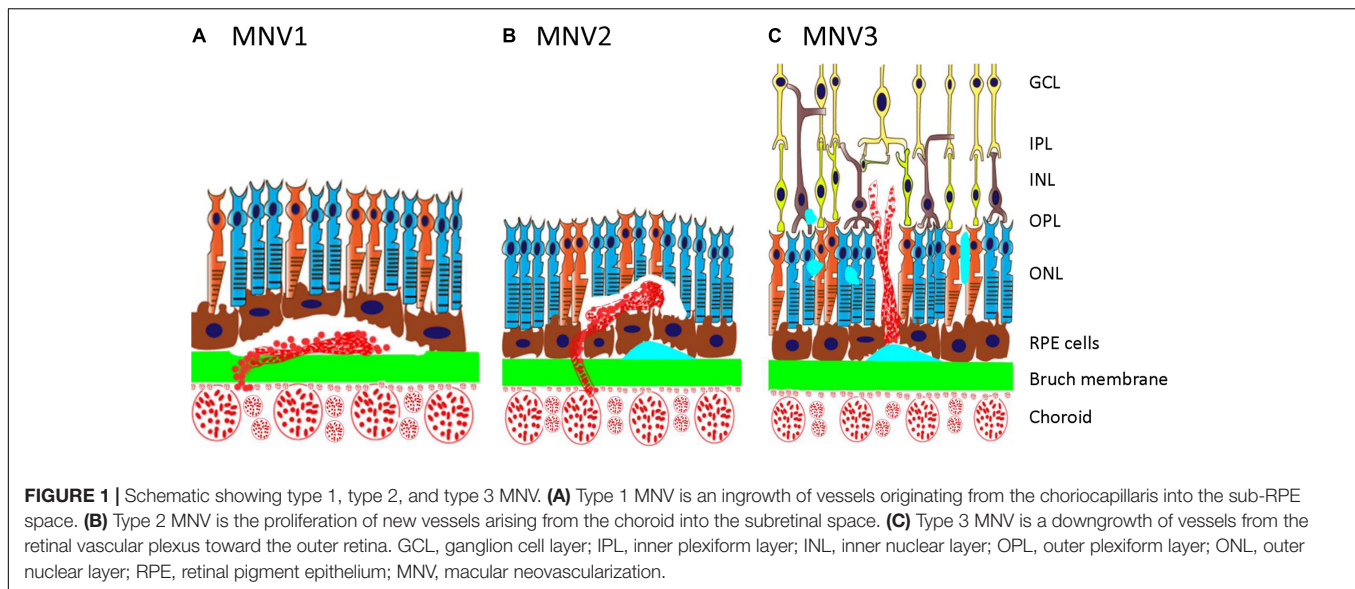 A MNV1
B MNV2
C MNV3
GCL
IPL
INL
OPL
ONL
RPE cells
Bruch membrane
Choroid
FIGURE 1 | Schematic showing type 1, type 2, and type 3 MNV. (A) Type 1 MNV is an ingrowth of vessels originating from the choriocapillaris into the sub-RPE
space. (B) Type 2 MNV is the proliferation of new vessels arising from the choroid into the subretinal space. (C) Type 3 MNV is a downgrowth of vessels from the
retinal vascular plexus toward the outer retina. GCL, ganglion cell layer; IPL, inner plexiform layer; INL, inner nuclear layer; OPL, outer plexiform layer; ONL, outer
nuclear layer; RPE, retinal pigment epithelium; MNV, macular neovascularization.